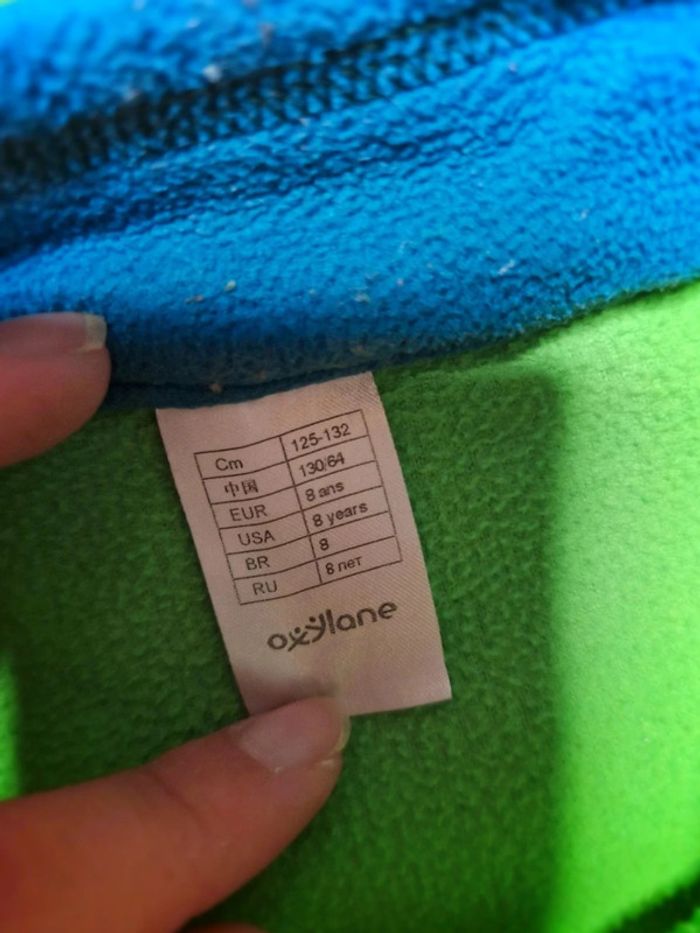 Cm 125-132
中国 130/64
EUR 8 ans
USA 8 years
BR 8
RU 8 лет
oxylane